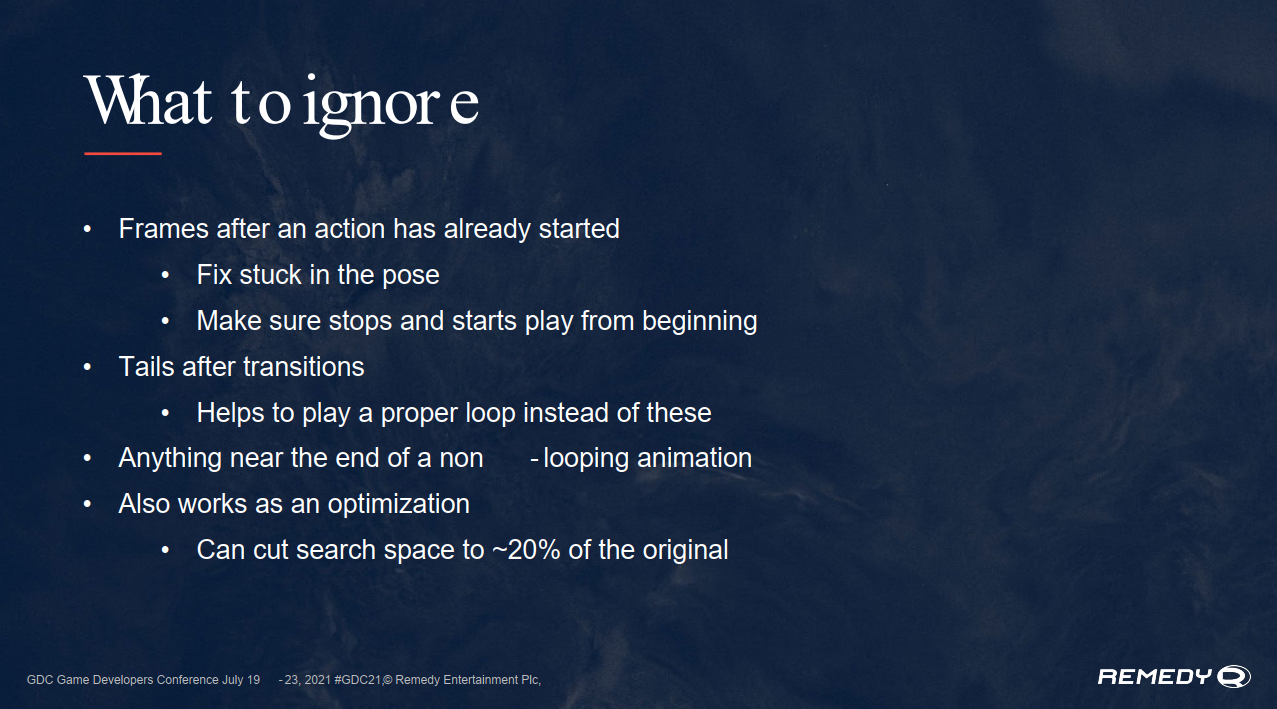 What to ignore
• Frames after an action has already started
• Fix stuck in the pose
• Make sure stops and starts play from beginning
• Tails after transitions
• Helps to play a proper loop instead of these
• Anything near the end of a non -looping animation
• Also works as an optimization
• Can cut search space to ~20% of the original
GDC Game Developers Conference July 19 -23, 2021 #GDC21,© Remedy Entertainment Plc,
REMEDY